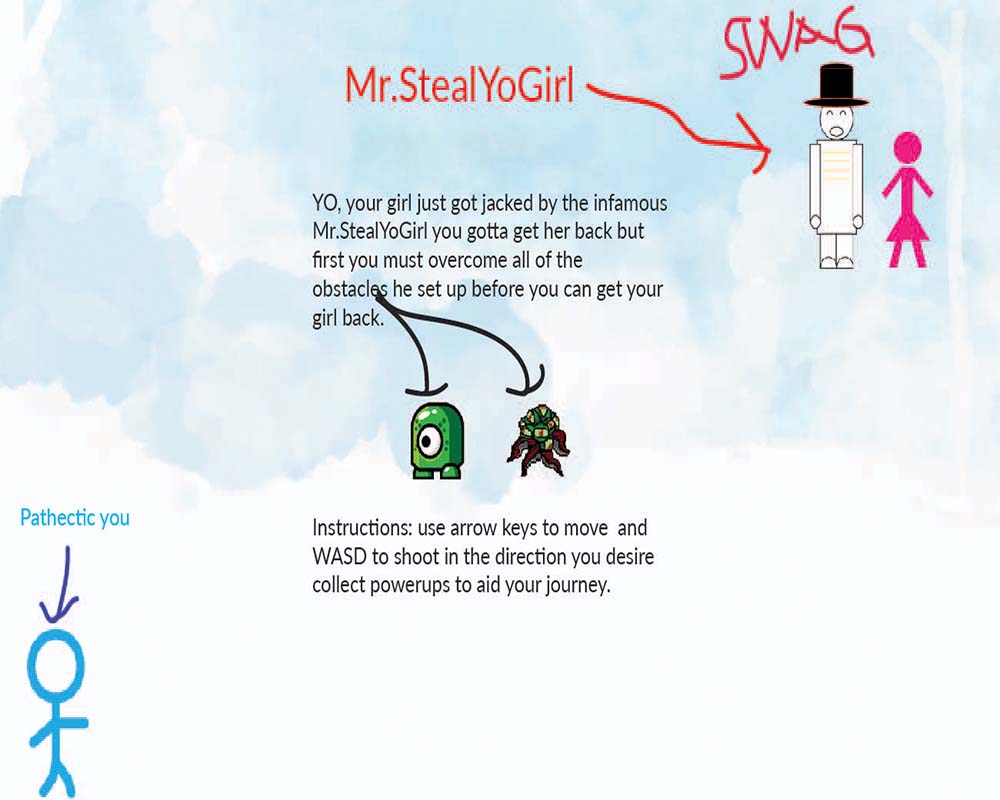 SWAG
Mr.StealYoGirl
YO, your girl just got jacked by the infamous
Mr.StealYoGirl you gotta get her back but
first you must overcome all of the
obstacles he set up before you can get your
girl back.
Pathectic you
Instructions: use arrow keys to move  and
WASD to shoot in the direction you desire
collect powerups to aid your journey.